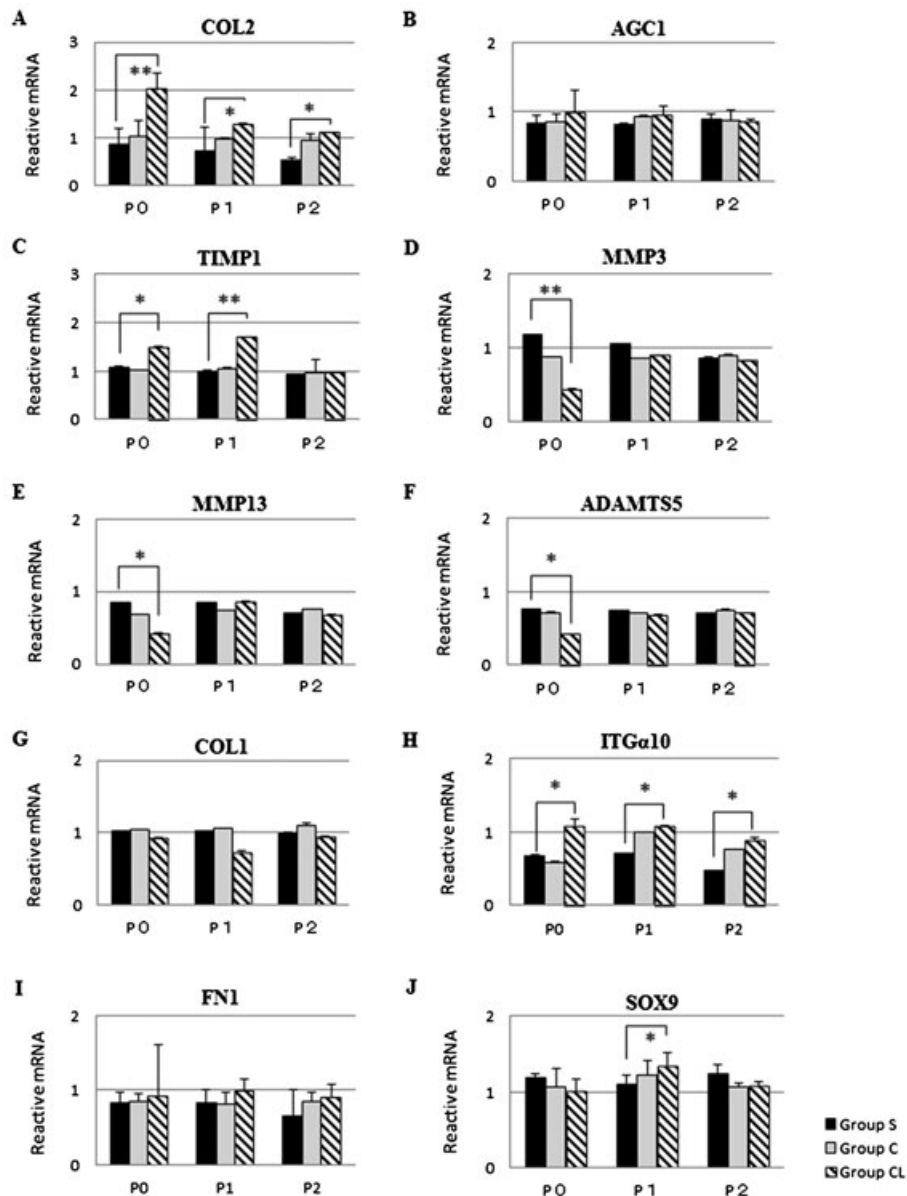 A
COL2
Reactive mRNA
3
2
1
0
**
*
*
P0 P1 P2
B
AGC1
Reactive mRNA
2
1
0
P0 P1 P2
C
TIMP1
Reactive mRNA
3
2
1
0
*
**
P0 P1 P2
D
MMP3
Reactive mRNA
2
1
0
**
P0 P1 P2
E
MMP13
Reactive mRNA
2
1
0
*
P0 P1 P2
F
ADAMTS5
Reactive mRNA
2
1
0
*
P0 P1 P2
G
COL1
Reactive mRNA
2
1
0
P0 P1 P2
H
ITGα10
Reactive mRNA
2
1
0
*
*
*
P0 P1 P2
I
FN1
Reactive mRNA
2
1
0
P0 P1 P2
J
SOX9
Reactive mRNA
2
1
0
*
P0 P1 P2
Group S
Group C
Group CL